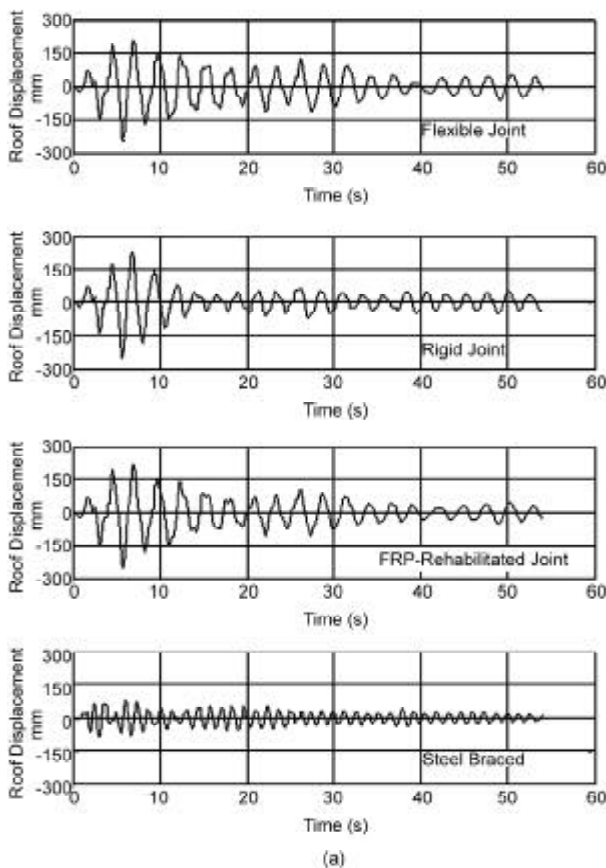 Roof Displacement
mm
300
150
0
-150
-300
Flexible Joint
0 10 20 30 40 50 60
Time (s)
Roof Displacement
mm
300
150
0
-150
-300
Rigid Joint
0 10 20 30 40 50 60
Time (s)
Roof Displacement
mm
300
150
0
-150
-300
FRP-Rehabilitated Joint
0 10 20 30 40 50 60
Time (s)
Roof Displacement
mm
300
150
0
-150
-300
Steel Braced
0 10 20 30 40 50 60
Time (s)
(a)